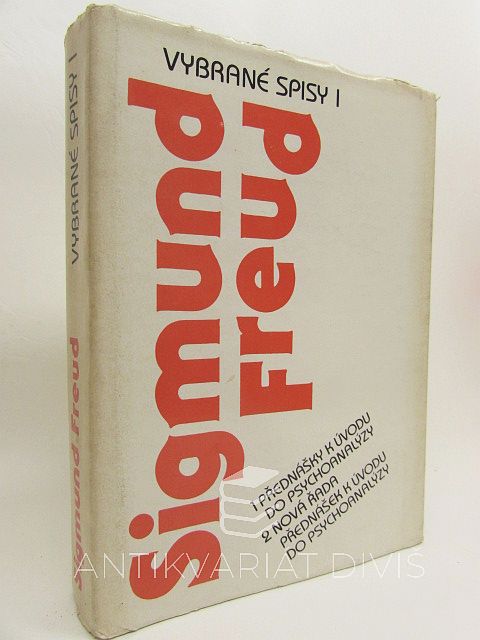 VYBRANÉ SPISY I
Sigmund
Freud
1 PŘEDNÁŠKY K ÚVODU
DO PSYCHOANALÝZY
2 NOVÁ ŘADA
PŘEDNÁŠEK K ÚVODU
DO PSYCHOANALÝZY
Sigmund Freud
VYBRANÉ SPISY I
ANTIKVARIÁT DIVIŠ